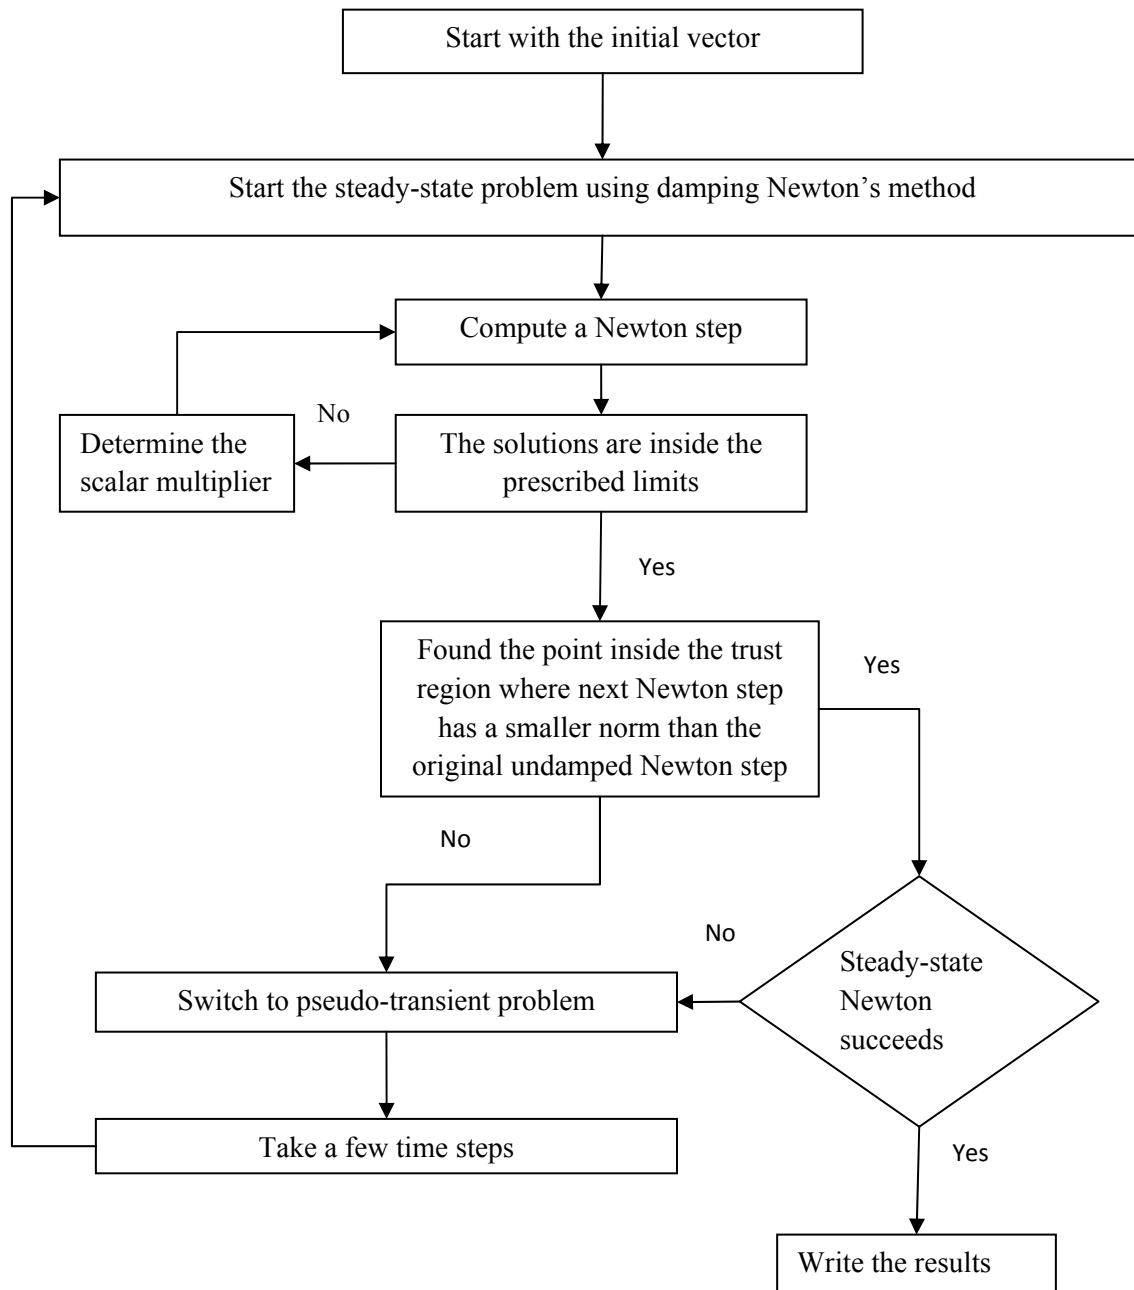 Start with the initial vector
Start the steady-state problem using damping Newton’s method
Compute a Newton step
No
Determine the
scalar multiplier
The solutions are inside the
prescribed limits
Yes
Found the point inside the trust
region where next Newton step
has a smaller norm than the
original undamped Newton step
Yes
No
No
Steady-state
Newton
succeeds
Switch to pseudo-transient problem
Take a few time steps
Yes
Write the results